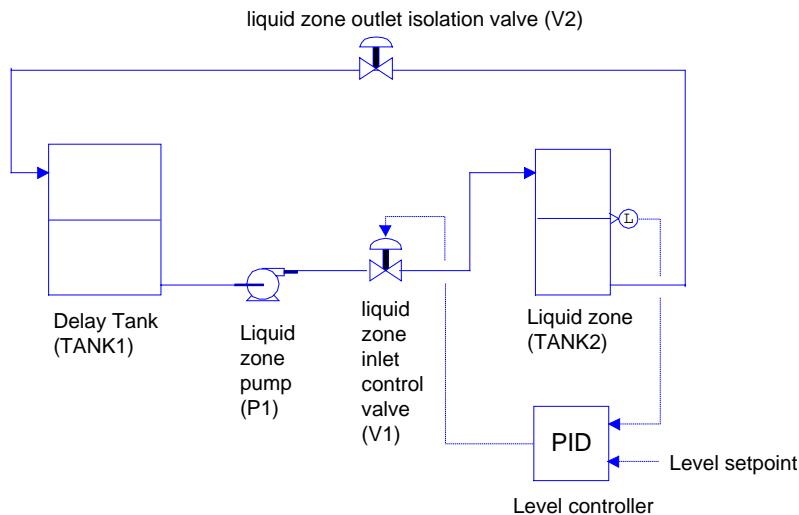 liquid zone outlet isolation valve (V2)
L
Delay Tank
(TANK1)
Liquid
zone
pump
(P1)
liquid
zone
inlet
control
valve
(V1)
Liquid zone
(TANK2)
PID
Level setpoint
Level controller